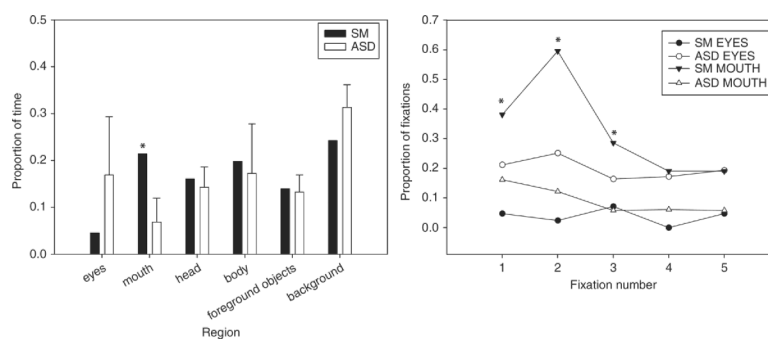 0.5
0.4
0.3
0.2
0.1
0.0
Proportion of time
SM
ASD
*
eyes
mouth
head
body
foreground objects
background
Region
0.7
0.6
0.5
0.4
0.3
0.2
0.1
0.0
Proportion of fixations
SM EYES
ASD EYES
SM MOUTH
ASD MOUTH
*
*
*
1 2 3 4 5
Fixation number